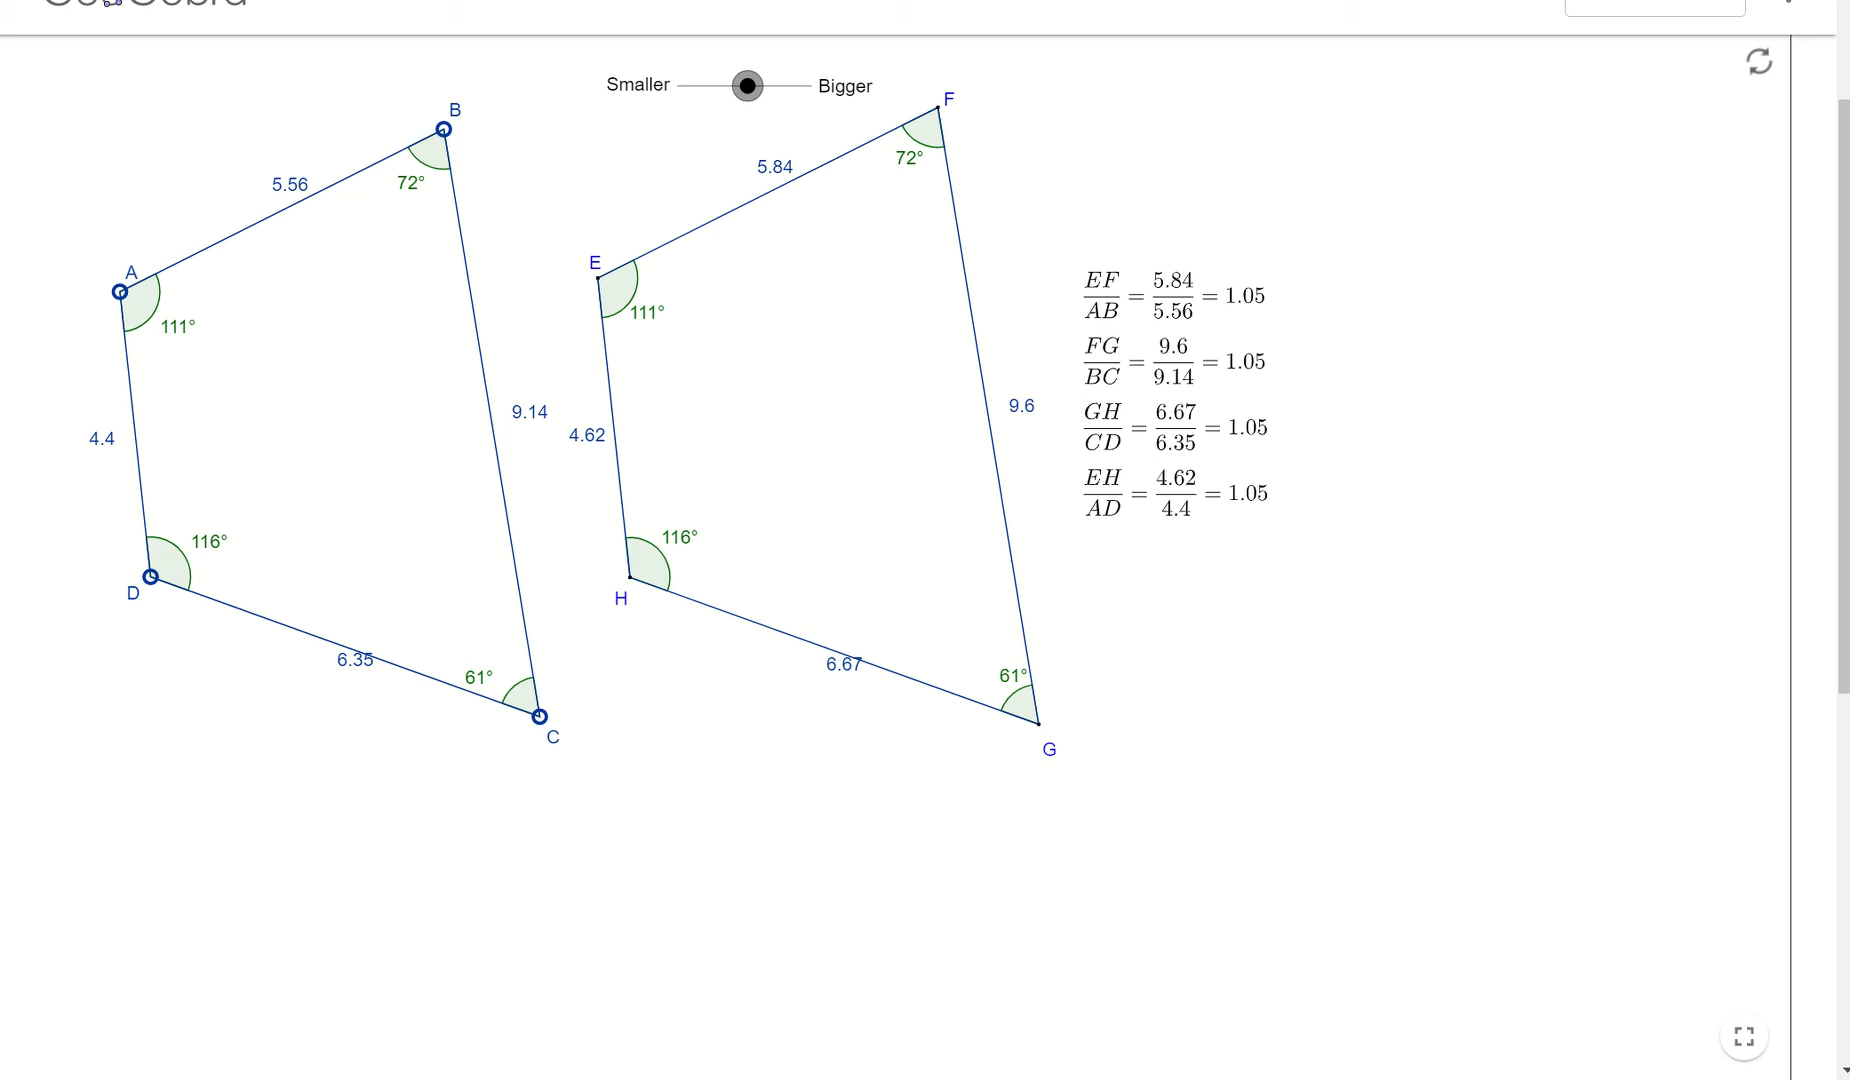 Smaller
Bigger
B
F
5.56
72°
5.84
72°
A
E
111°
111°
4.4
9.14
4.62
9.6
116°
116°
D
H
6.35
61°
6.67
61°
C
G
EF/AB = 5.84/5.56 = 1.05
FG/BC = 9.6/9.14 = 1.05
GH/CD = 6.67/6.35 = 1.05
EH/AD = 4.62/4.4 = 1.05